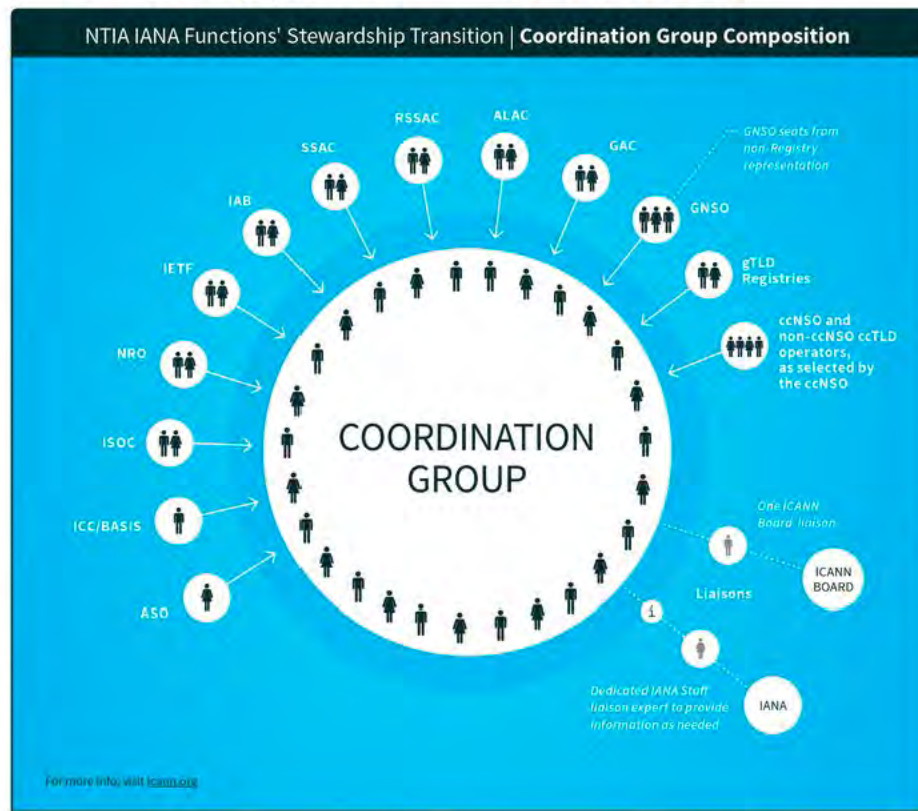 NTIA IANA Functions' Stewardship Transition | Coordination Group Composition
ALAC
RSSAC
GAC
SSAC
GNSO seats from
non-Registry
representation
GNSO
IAB
gTLD
Registries
IETF
ccNSO and
non-ccNSO ccTLD
operators,
as selected by
the ccNSO
NRO
COORDINATION
GROUP
ISOC
One ICANN
Board liaison
ICC/BASIS
ICANN
BOARD
Liaisons
ASO
i
Dedicated IANA Staff
liaison expert to provide
information as needed
IANA
For more info, visit icann.org